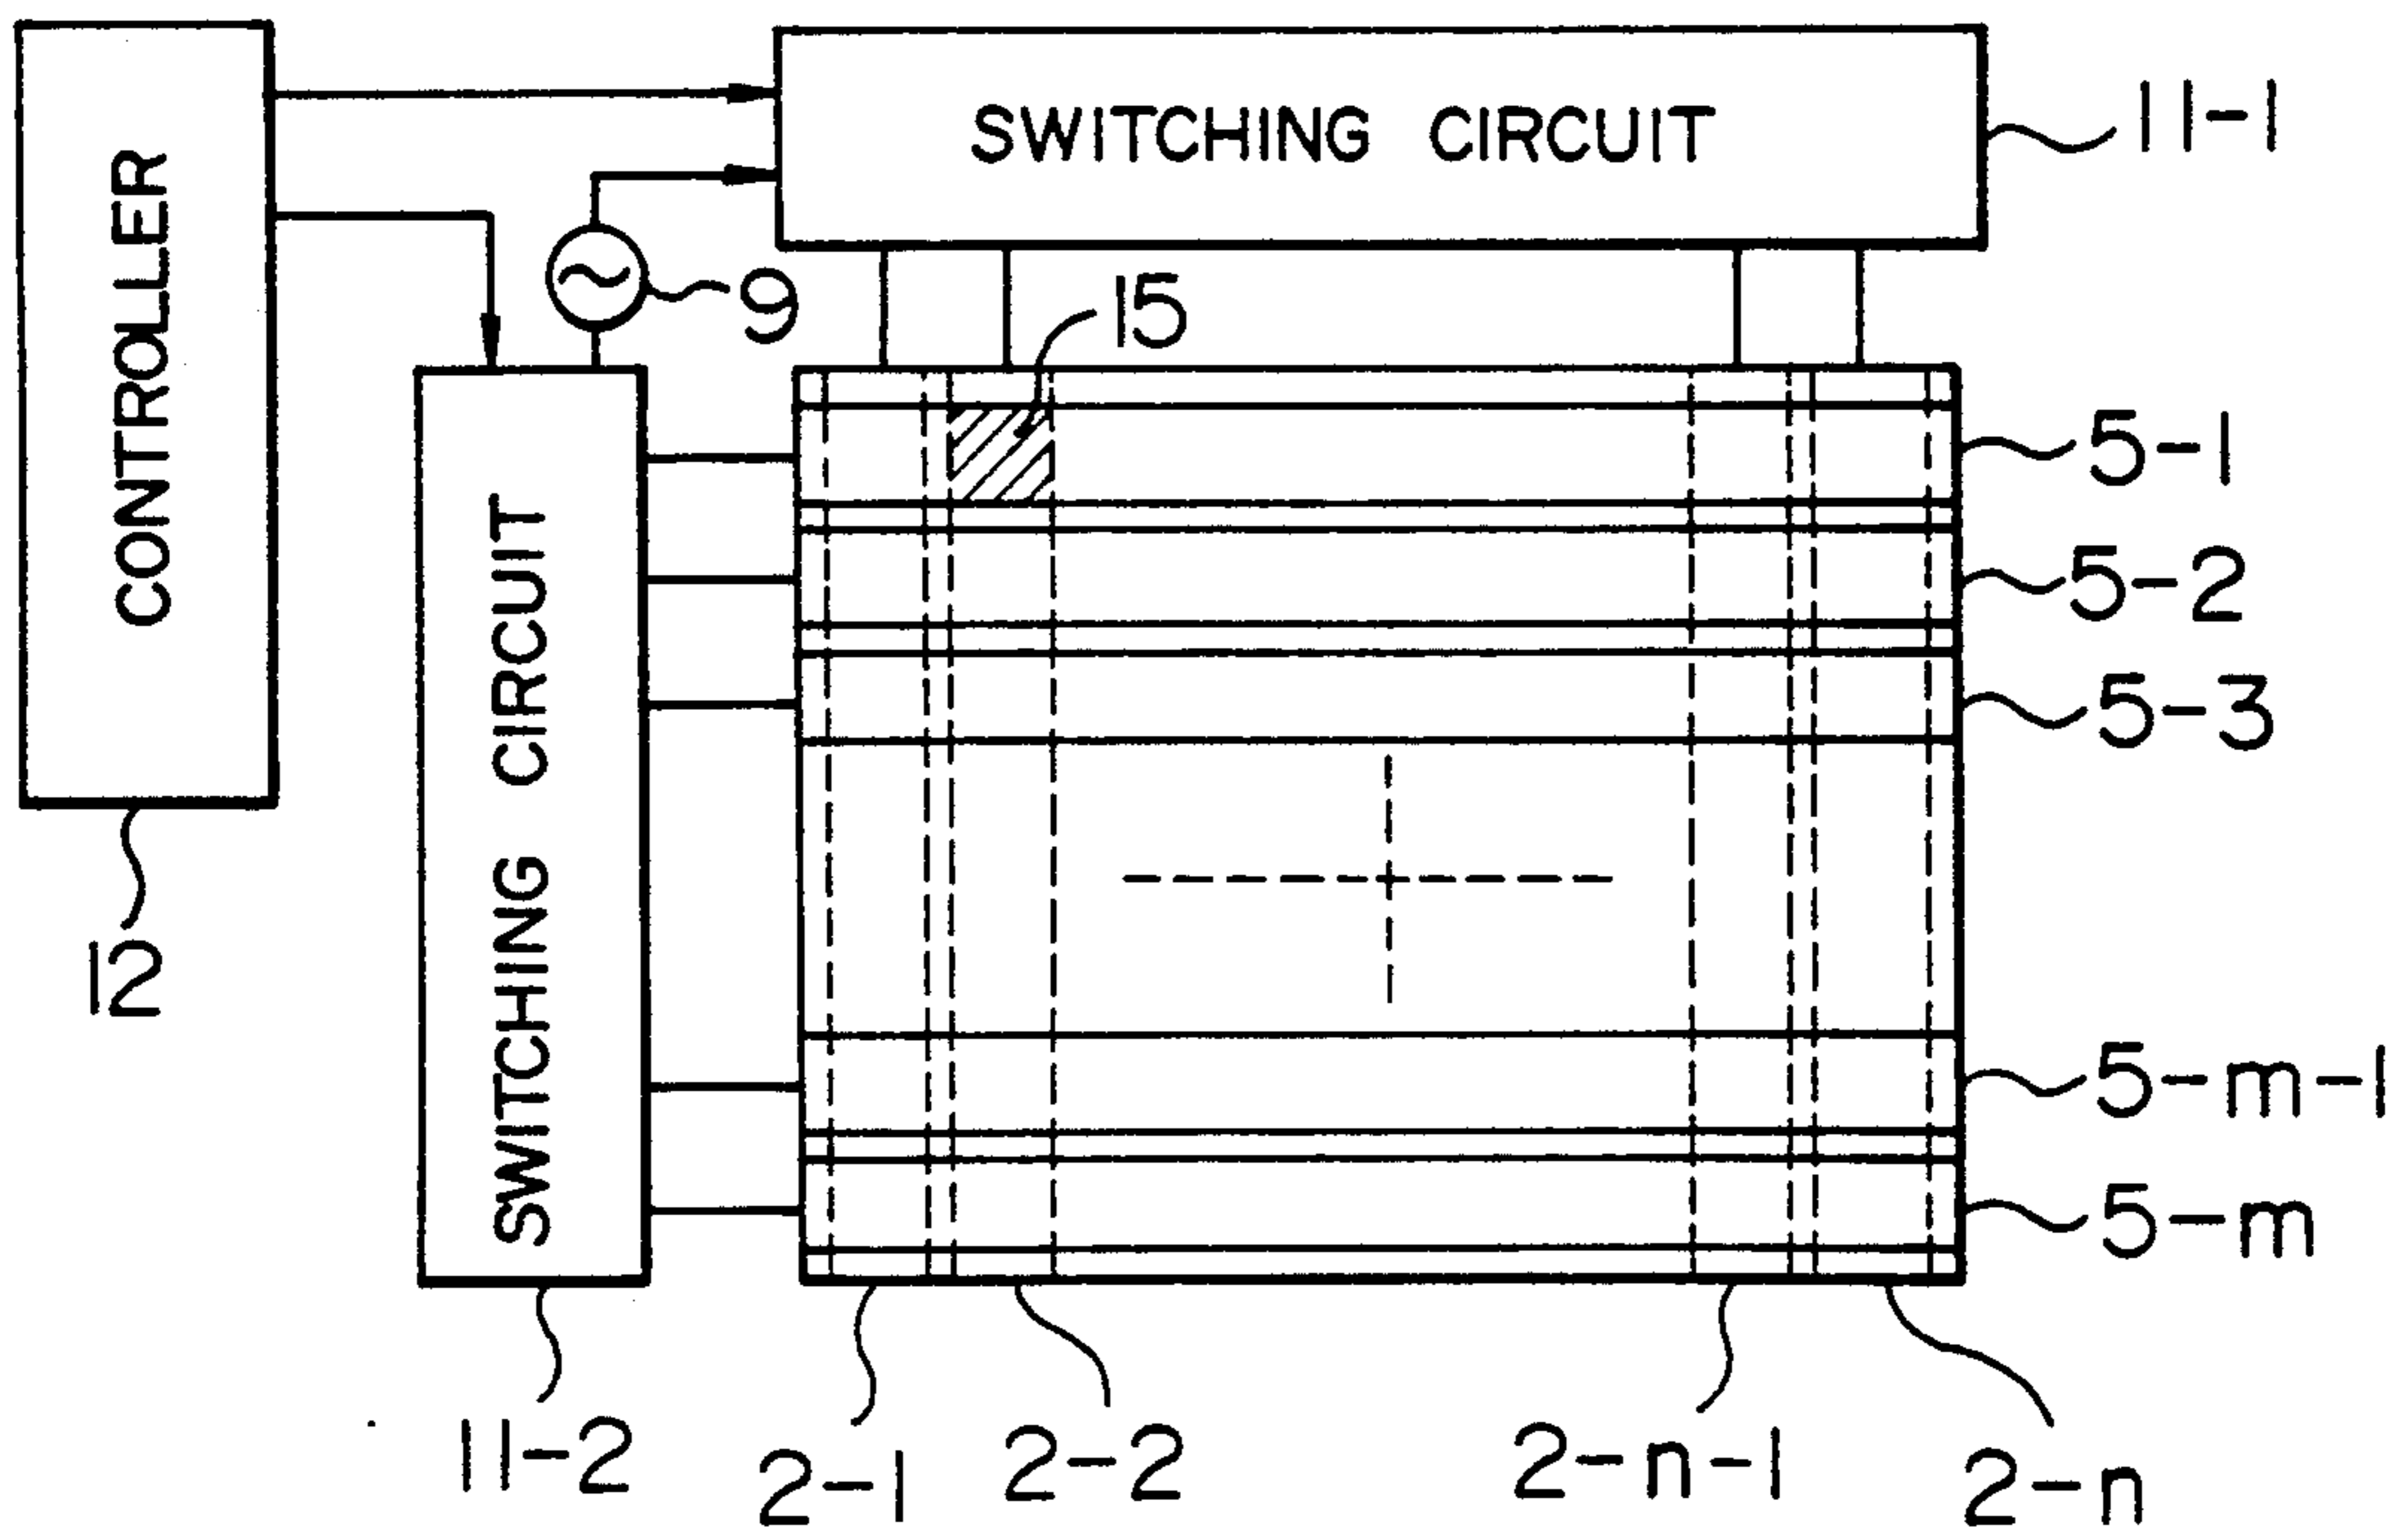 SWITCHING CIRCUIT
11-1
CONTROLLER
9
15
5-1
5-2
SWITCHING CIRCUIT
5-3
12
5-m-1
5-m
11-2
2-1
2-2
2-n-1
2-n